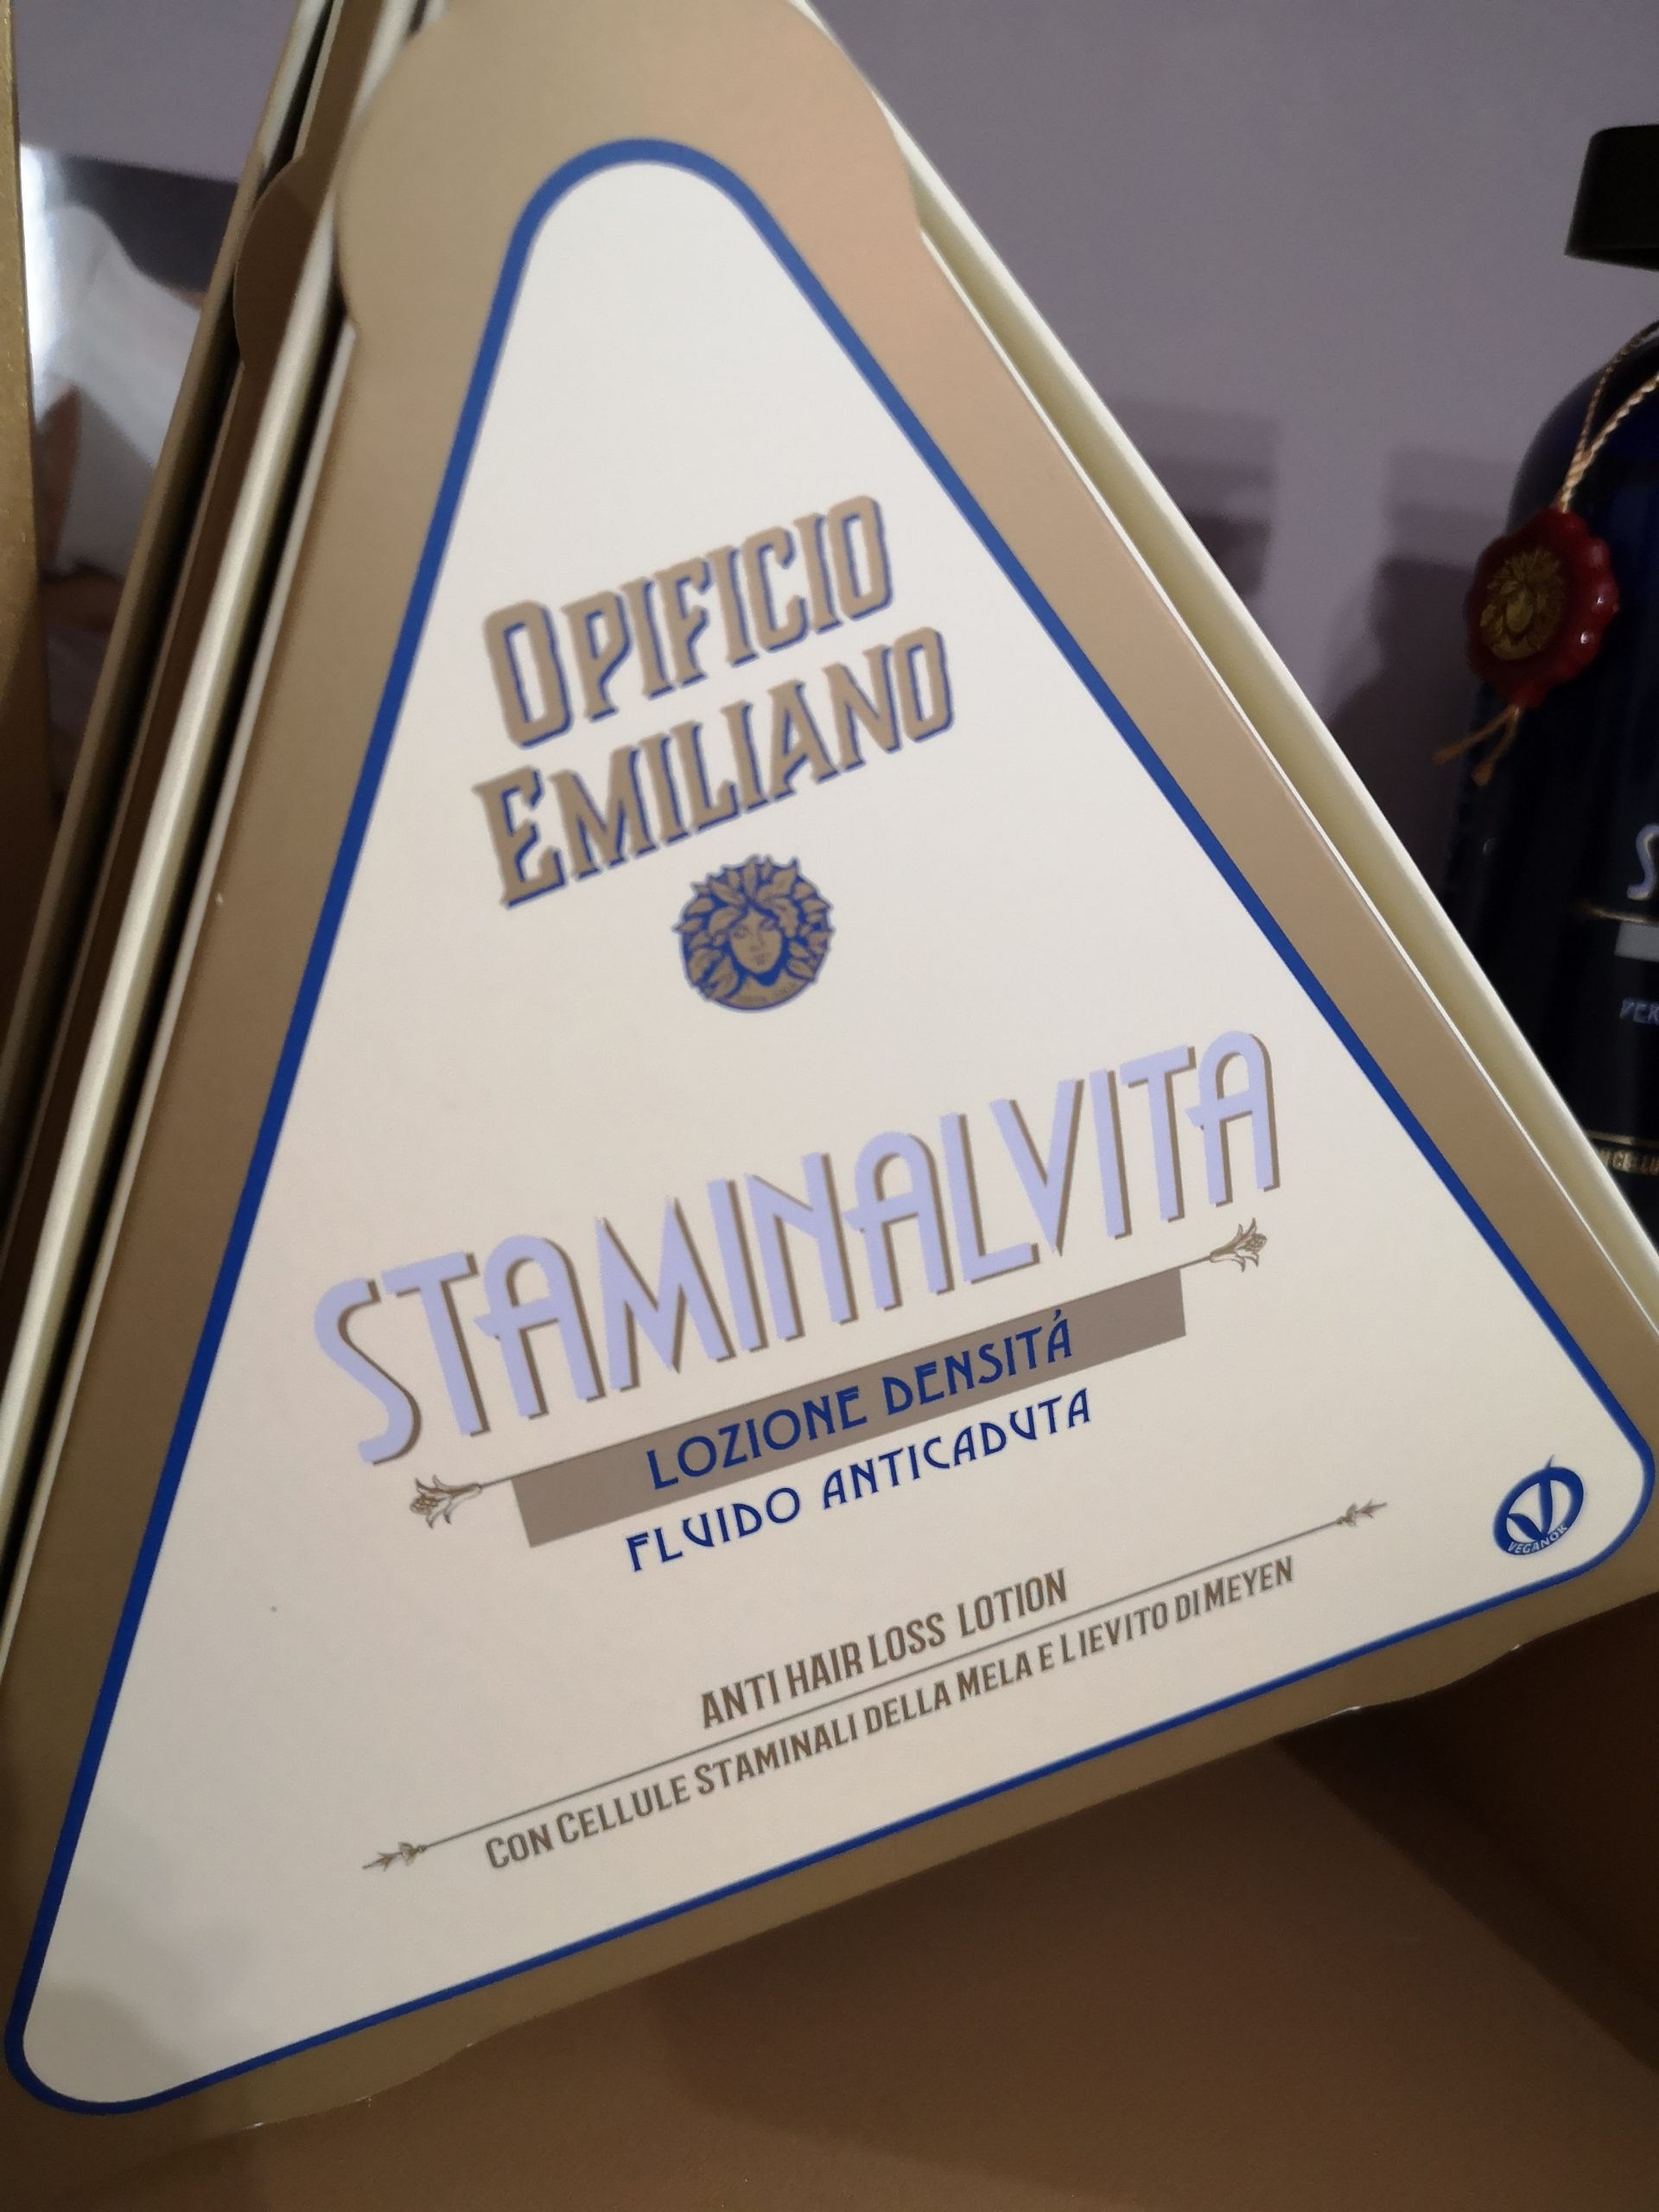 OPIFICIO
EMILIANO
STAMINALVITA
LOZIONE DENSITÁ
FLUIDO ANTICADUTA
ANTI HAIR LOSS LOTION
CON CELLULE STAMINALI DELLA MELA E LIEVITO DI MEYEN
VEGANOK